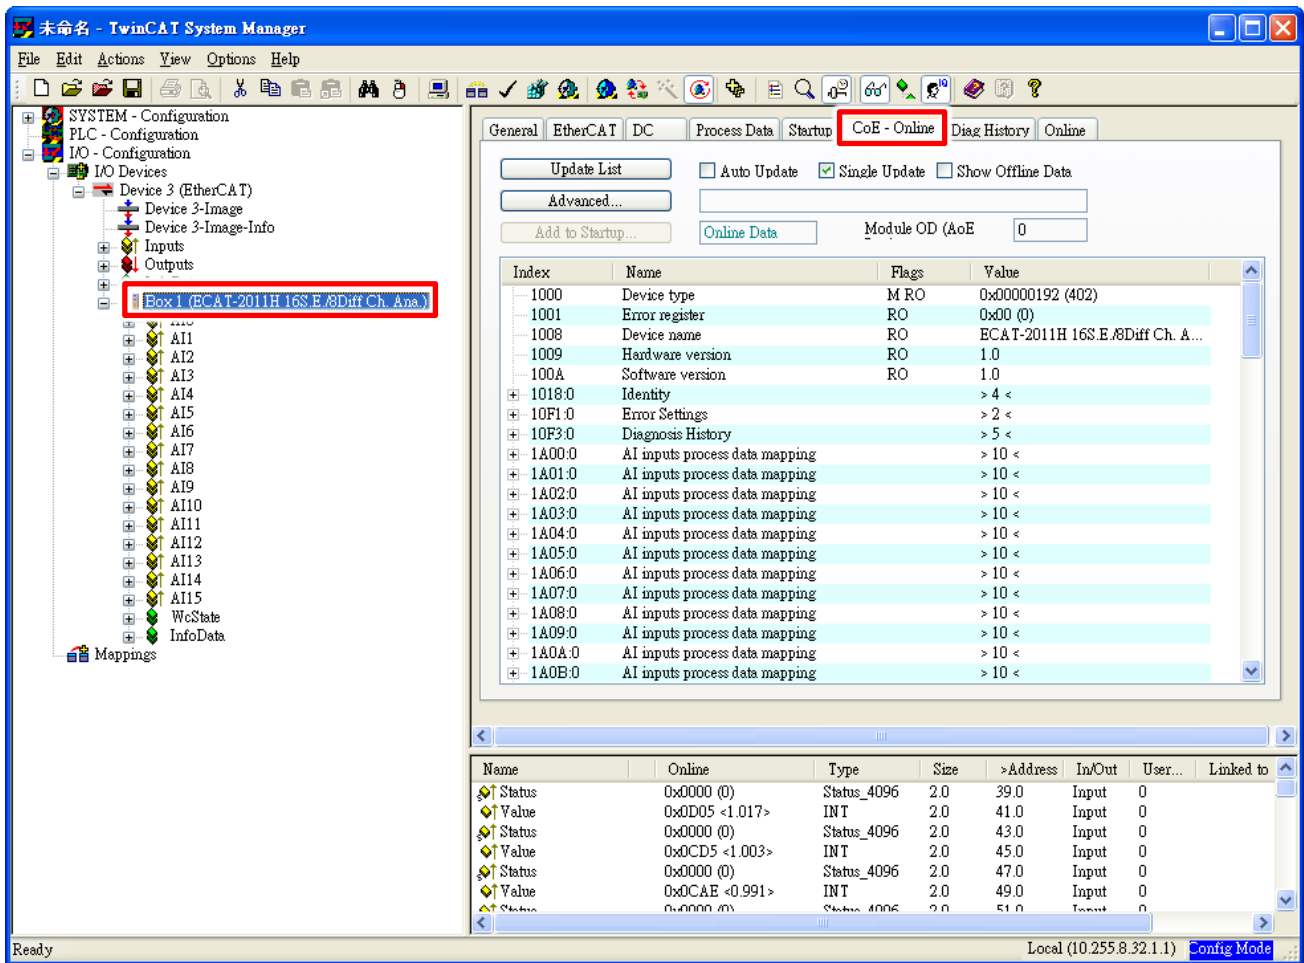 未命名 - TwinCAT System Manager
File Edit Actions View Options Help
SYSTEM - Configuration
PLC - Configuration
I/O - Configuration
I/O Devices
Device 3 (EtherCAT)
Device 3-Image
Device 3-Image-Info
Inputs
Outputs
Box 1 (ECAT-2011H 16S.E./8Diff Ch. Ana.)
AI1
AI2
AI3
AI4
AI5
AI6
AI7
AI8
AI9
AI10
AI11
AI12
AI13
AI14
AI15
WcState
InfoData
Mappings
General EtherCAT DC Process Data Startup CoE - Online Diag History Online
Update List Auto Update Single Update Show Offline Data
Advanced...
Add to Startup... Online Data Module OD (AoE 0
Index Name Flags Value
1000 Device type M RO 0x00000192 (402)
1001 Error register RO 0x00 (0)
1008 Device name RO ECAT-2011H 16S.E./8Diff Ch. A...
1009 Hardware version RO 1.0
100A Software version RO 1.0
1018:0 Identity > 4 <
10F1:0 Error Settings > 2 <
10F3:0 Diagnosis History > 5 <
1A00:0 AI inputs process data mapping > 10 <
1A01:0 AI inputs process data mapping > 10 <
1A02:0 AI inputs process data mapping > 10 <
1A03:0 AI inputs process data mapping > 10 <
1A04:0 AI inputs process data mapping > 10 <
1A05:0 AI inputs process data mapping > 10 <
1A06:0 AI inputs process data mapping > 10 <
1A07:0 AI inputs process data mapping > 10 <
1A08:0 AI inputs process data mapping > 10 <
1A09:0 AI inputs process data mapping > 10 <
1A0A:0 AI inputs process data mapping > 10 <
1A0B:0 AI inputs process data mapping > 10 <
Name Online Type Size >Address In/Out User... Linked to
Status 0x0000 (0) Status_4096 2.0 39.0 Input 0
Value 0x0D05 <1.017> INT 2.0 41.0 Input 0
Status 0x0000 (0) Status_4096 2.0 43.0 Input 0
Value 0x0CD5 <1.003> INT 2.0 45.0 Input 0
Status 0x0000 (0) Status_4096 2.0 47.0 Input 0
Value 0x0CAE <0.991> INT 2.0 49.0 Input 0
Status 0x0000 (0) Status_4096 2.0 51.0 Input 0
Ready Local (10.255.8.32.1.1) Config Mode